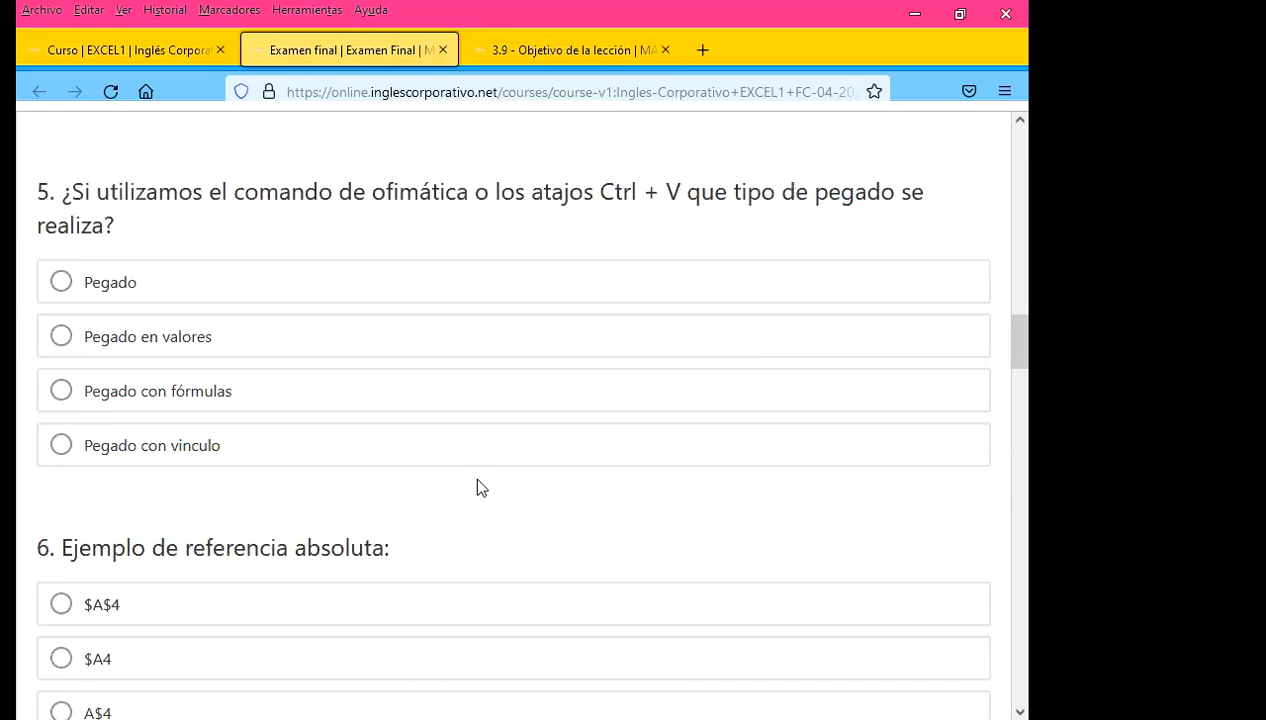 Archivo Editar Ver Historial Marcadores Herramientas Ayuda
Curso | EXCEL1 | Inglés Corporat
Examen final | Examen Final | M
3.9 - Objetivo de la lección | MA
https://online.inglescorporativo.net/courses/course-v1:Ingles-Corporativo+EXCEL1+FC-04-20
5. ¿Si utilizamos el comando de ofimática o los atajos Ctrl + V que tipo de pegado se
realiza?
Pegado
Pegado en valores
Pegado con fórmulas
Pegado con vinculo
6. Ejemplo de referencia absoluta:
$A$4
$A4
A$4